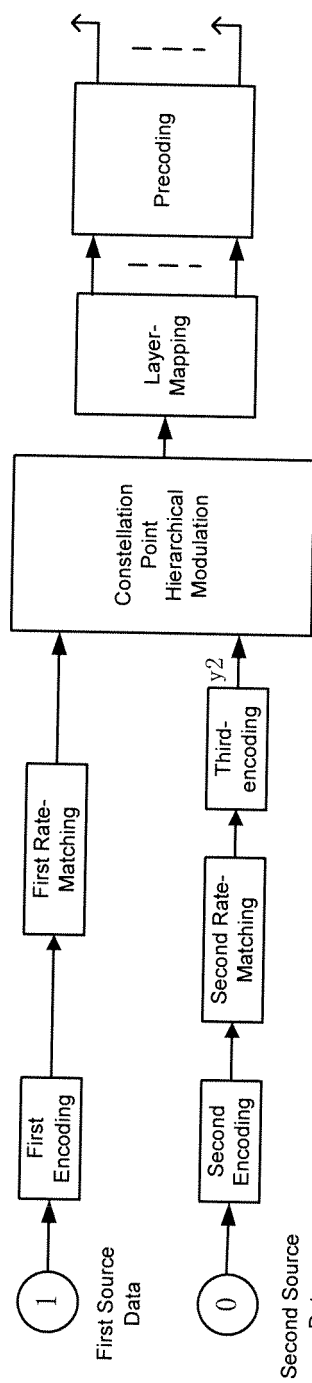 1
First Source
Data
First
Encoding
First Rate-
Matching
0
Second Source
Second
Encoding
Second Rate-
Matching
Third-
encoding
y2
Constellation
Point
Hierarchical
Modulation
Layer-
Mapping
Precoding